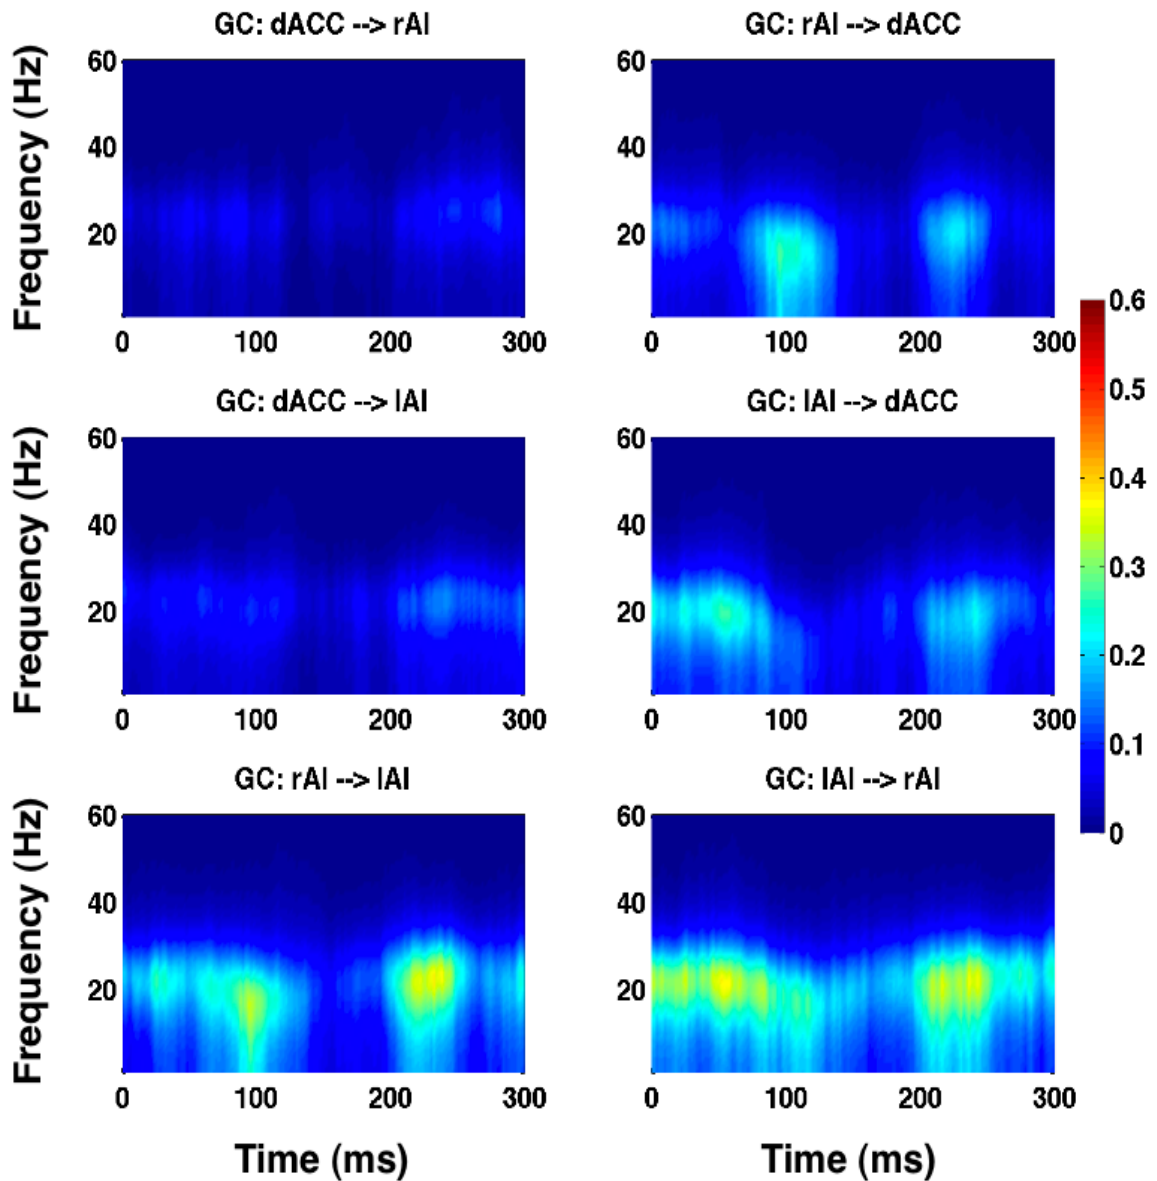 GC: dACC --> rAI
GC: rAI --> dACC
Frequency (Hz)
60
40
20
0 100 200 300
60
40
20
0 100 200 300
GC: dACC --> lAI
GC: lAI --> dACC
Frequency (Hz)
60
40
20
0 100 200 300
60
40
20
0 100 200 300
0.6
0.5
0.4
0.3
0.2
0.1
0
GC: rAI --> lAI
GC: lAI --> rAI
Frequency (Hz)
60
40
20
0 100 200 300
60
40
20
0 100 200 300
Time (ms)
Time (ms)